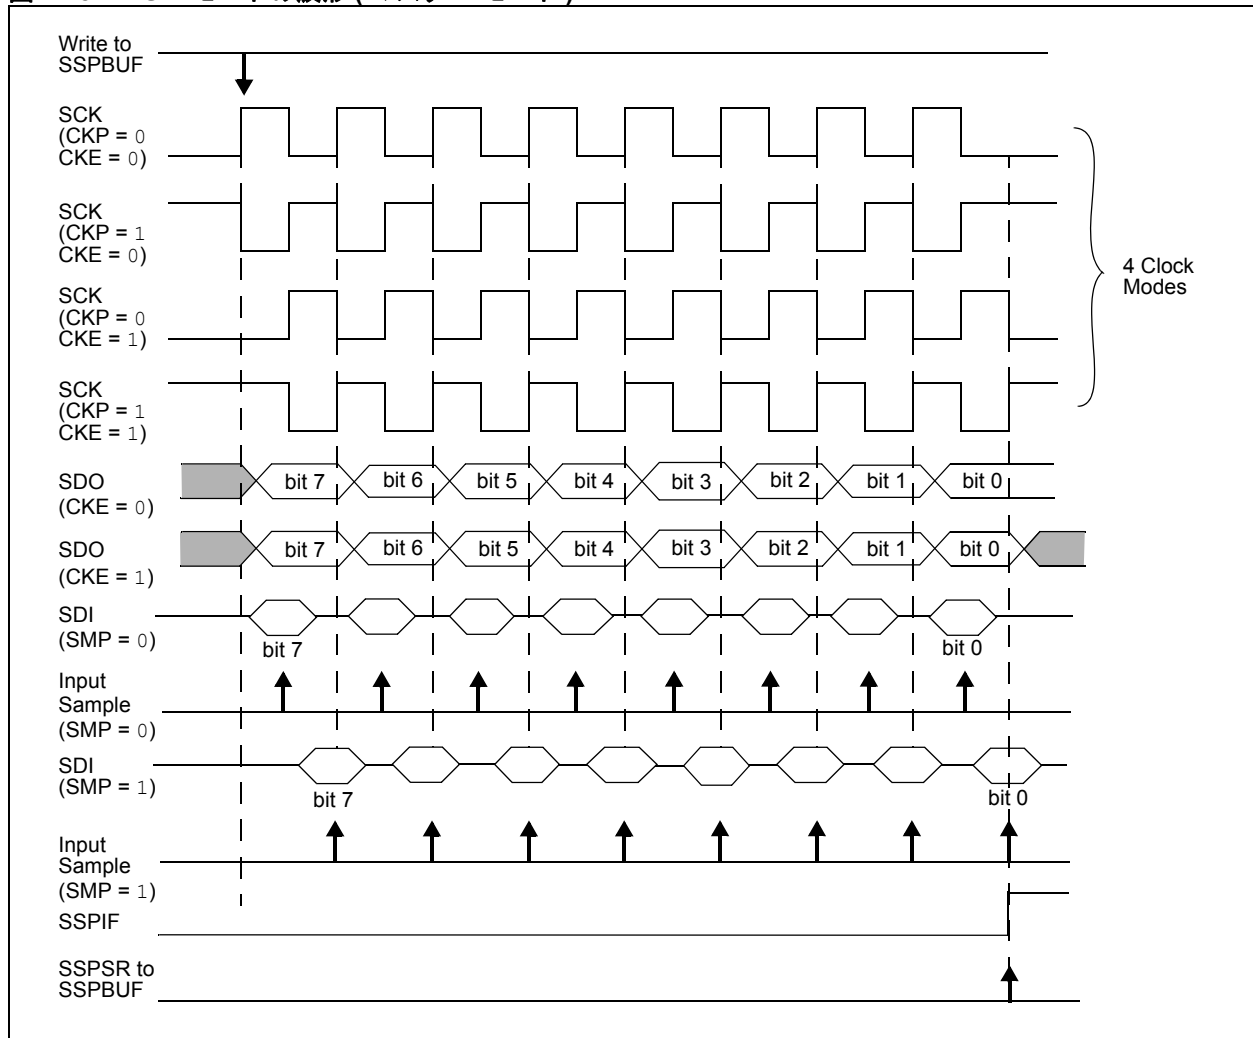 Write to
SSPBUF
SCK
(CKP = 0
CKE = 0)
SCK
(CKP = 1
CKE = 0)
SCK
(CKP = 0
CKE = 1)
SCK
(CKP = 1
CKE = 1)
4 Clock
Modes
SDO
(CKE = 0)
bit 7 bit 6 bit 5 bit 4 bit 3 bit 2 bit 1 bit 0
SDO
(CKE = 1)
bit 7 bit 6 bit 5 bit 4 bit 3 bit 2 bit 1 bit 0
SDI
(SMP = 0)
bit 7 bit 0
Input
Sample
(SMP = 0)
SDI
(SMP = 1)
bit 7 bit 0
Input
Sample
(SMP = 1)
SSPIF
SSPSR to
SSPBUF